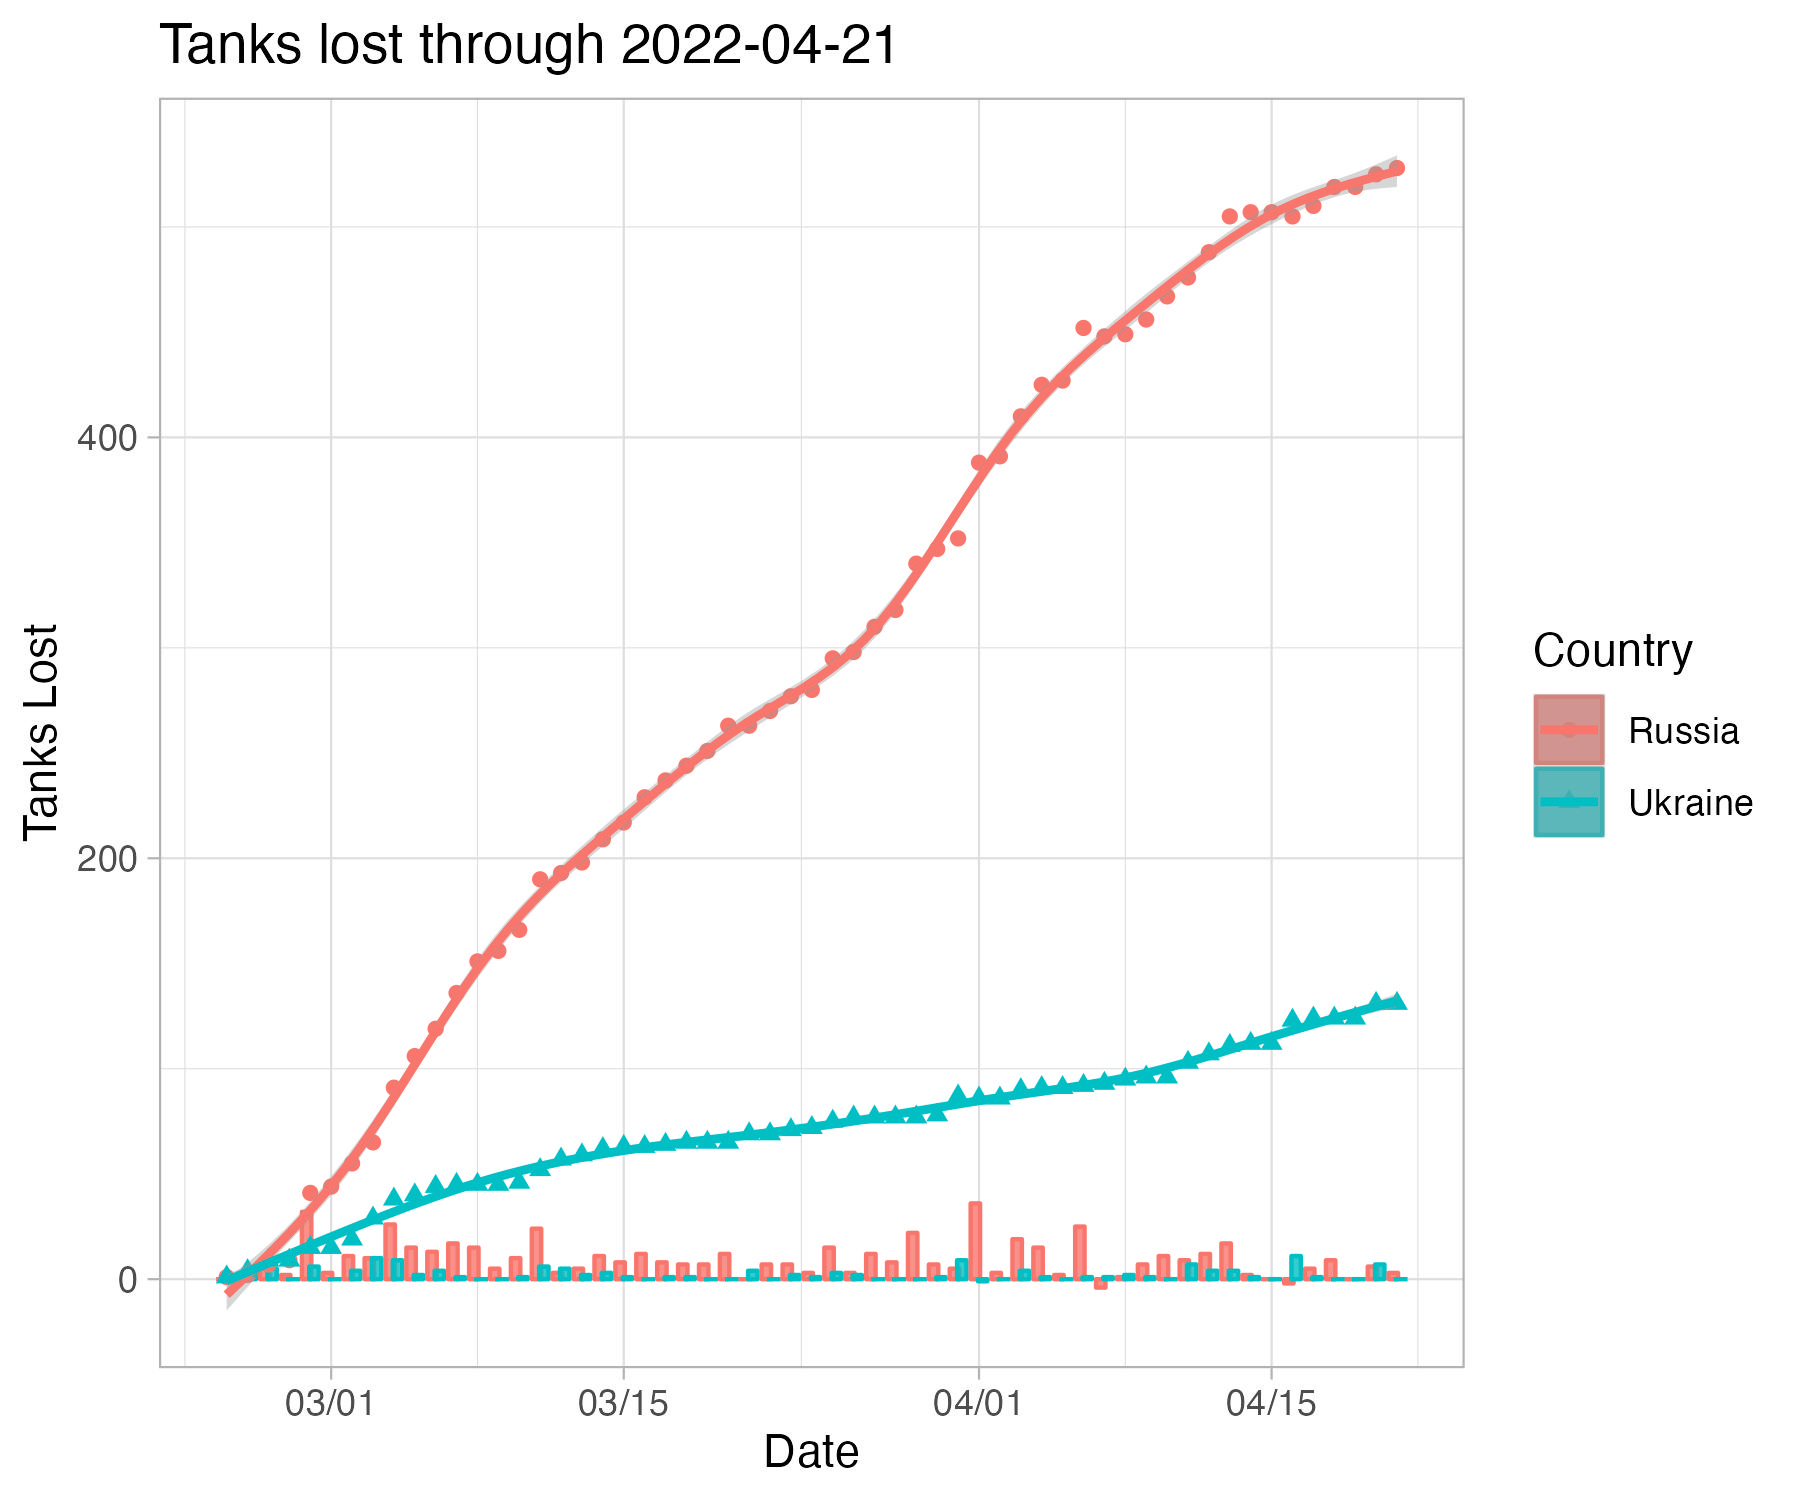 Tanks lost through 2022-04-21
Tanks Lost
400
200
0
03/01
03/15
04/01
04/15
Date
Country
Russia
Ukraine